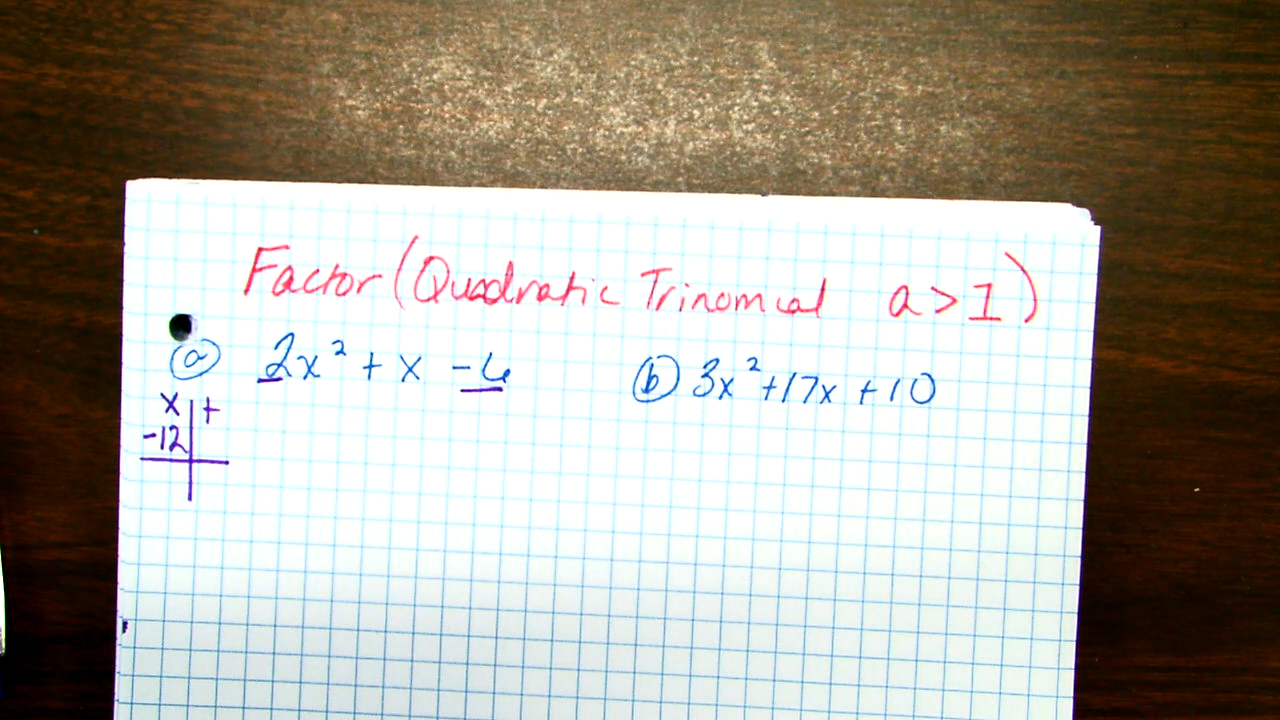 Factor (Quadratic Trinomial a > 1)
ⓐ 2x² + x - 6
ⓑ 3x² + 17x + 10
x | +
-12 |